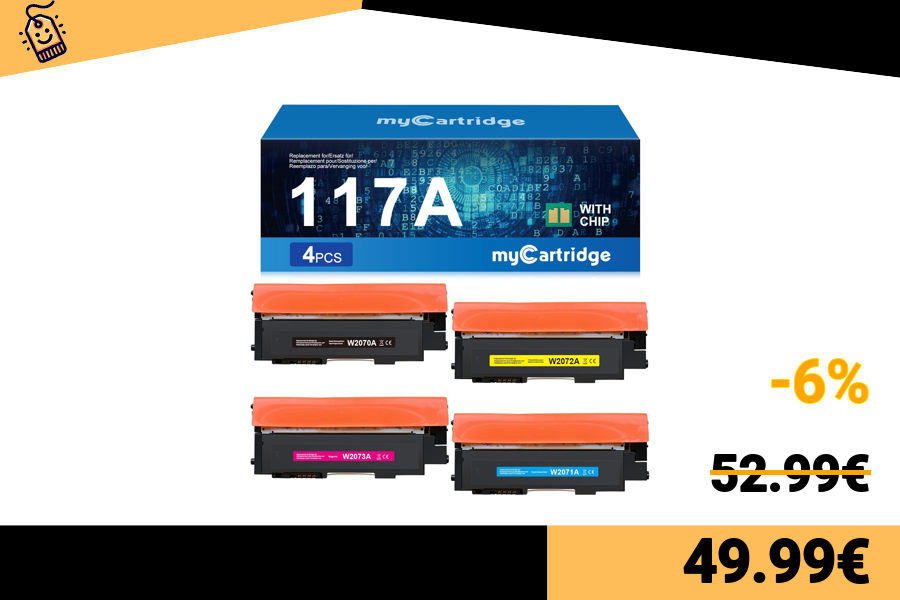 myCartridge
Replacement for/Ersatz für/
Remplacement pour/Sostituzione per/
Reemplazo para/Vervanging voor
117A
WITH
CHIP
4PCS
myCartridge
W2070A
W2072A
W2073A
W2071A
-6%
52.99€
49.99€